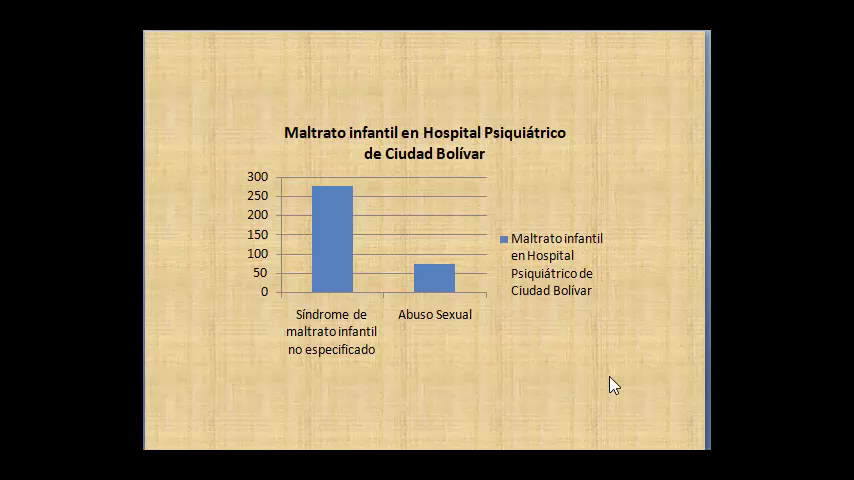 Maltrato infantil en Hospital Psiquiátrico
de Ciudad Bolívar
300
250
200
150
100
50
0
Síndrome de
maltrato infantil
no especificado
Abuso Sexual
Maltrato infantil
en Hospital
Psiquiátrico de
Ciudad Bolívar